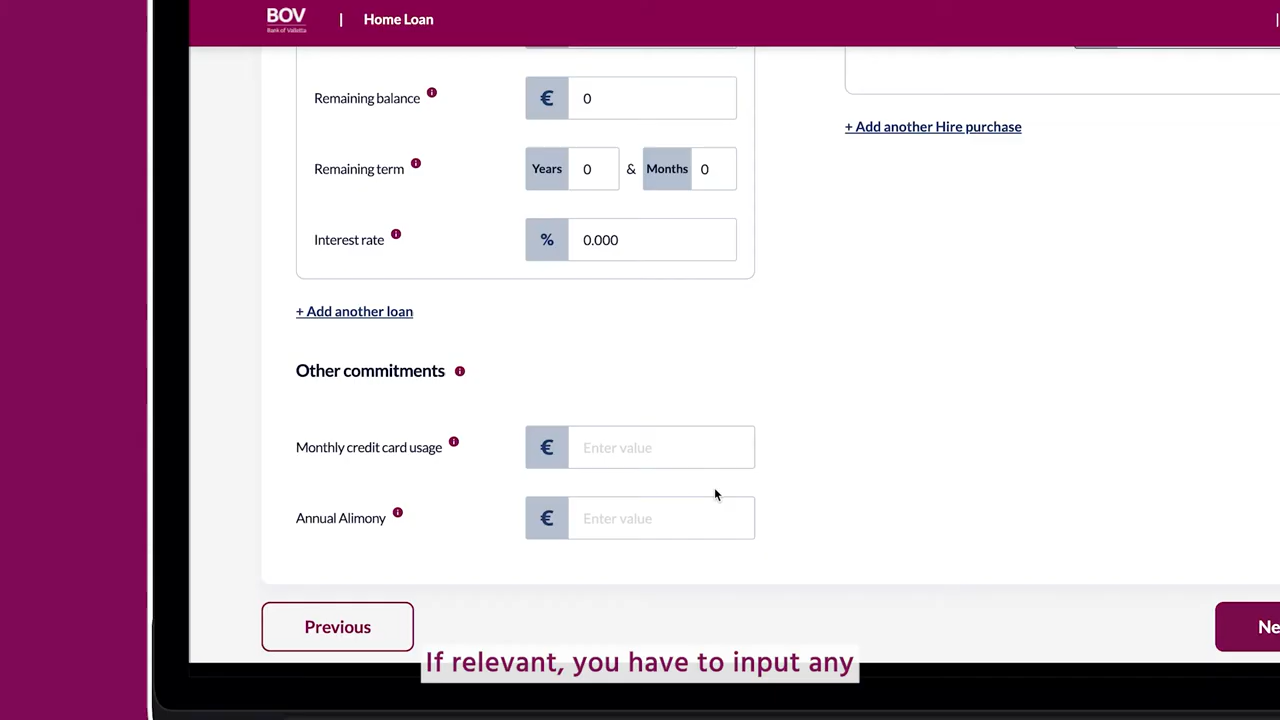 BOV
Bank of Valletta
| Home Loan
Remaining balance
€ 0
+ Add another Hire purchase
Remaining term
Years 0 & Months 0
Interest rate
% 0.000
+ Add another loan
Other commitments
Monthly credit card usage
€ Enter value
Annual Alimony
€ Enter value
Previous
Ne
If relevant, you have to input any